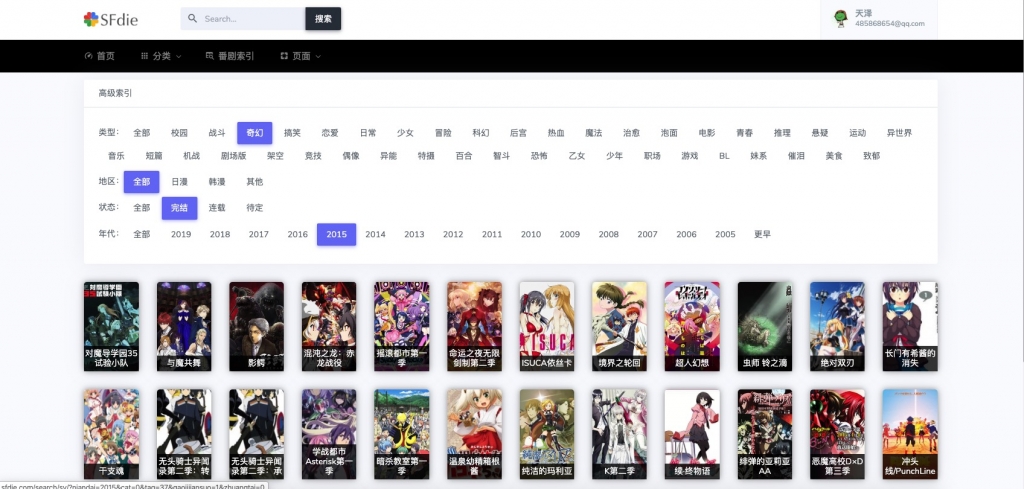 SFdie
Search...
搜索
天泽
485868654@qq.com
首页
分类
番剧索引
页面
高级索引
类型: 全部 校园 战斗 奇幻 搞笑 恋爱 日常 少女 冒险 科幻 后宫 热血 魔法 治愈 泡面 电影 青春 推理 悬疑 运动 异世界
音乐 短篇 机战 剧场版 架空 竞技 偶像 异能 特摄 百合 智斗 恐怖 乙女 少年 职场 游戏 BL 妹系 催泪 美食 致郁
地区: 全部 日漫 韩漫 其他
状态: 全部 完结 连载 待定
年代: 全部 2019 2018 2017 2016 2015 2014 2013 2012 2011 2010 2009 2008 2007 2006 2005 更早
对魔导学园35
试验小队
与魔共舞
影鳄
混沌之龙：赤
龙战役
摇滚都市第一
季
命运之夜无限
剑制第二季
ISUCA
ISUCA依丝卡
境界之轮回
超人幻想
虫师 铃之滴
绝对双刃
长门有希酱的
消失
干支魂
无头骑士异闻
录第二季：转
无头骑士异闻
录第二季：承
学战都市
Asterisk第一
季
暗杀教室第一
季
温泉幼精箱根
酱
纯洁的玛利亚
K第二季
续·终物语
绯弹的亚莉亚
AA
恶魔高校D×D
第三季
冲头
线/PunchLine
sfdie.com/search/sy/?niandai=2015&cat=0&tag=37&gaojijiansuo=1&zhuangtai=0